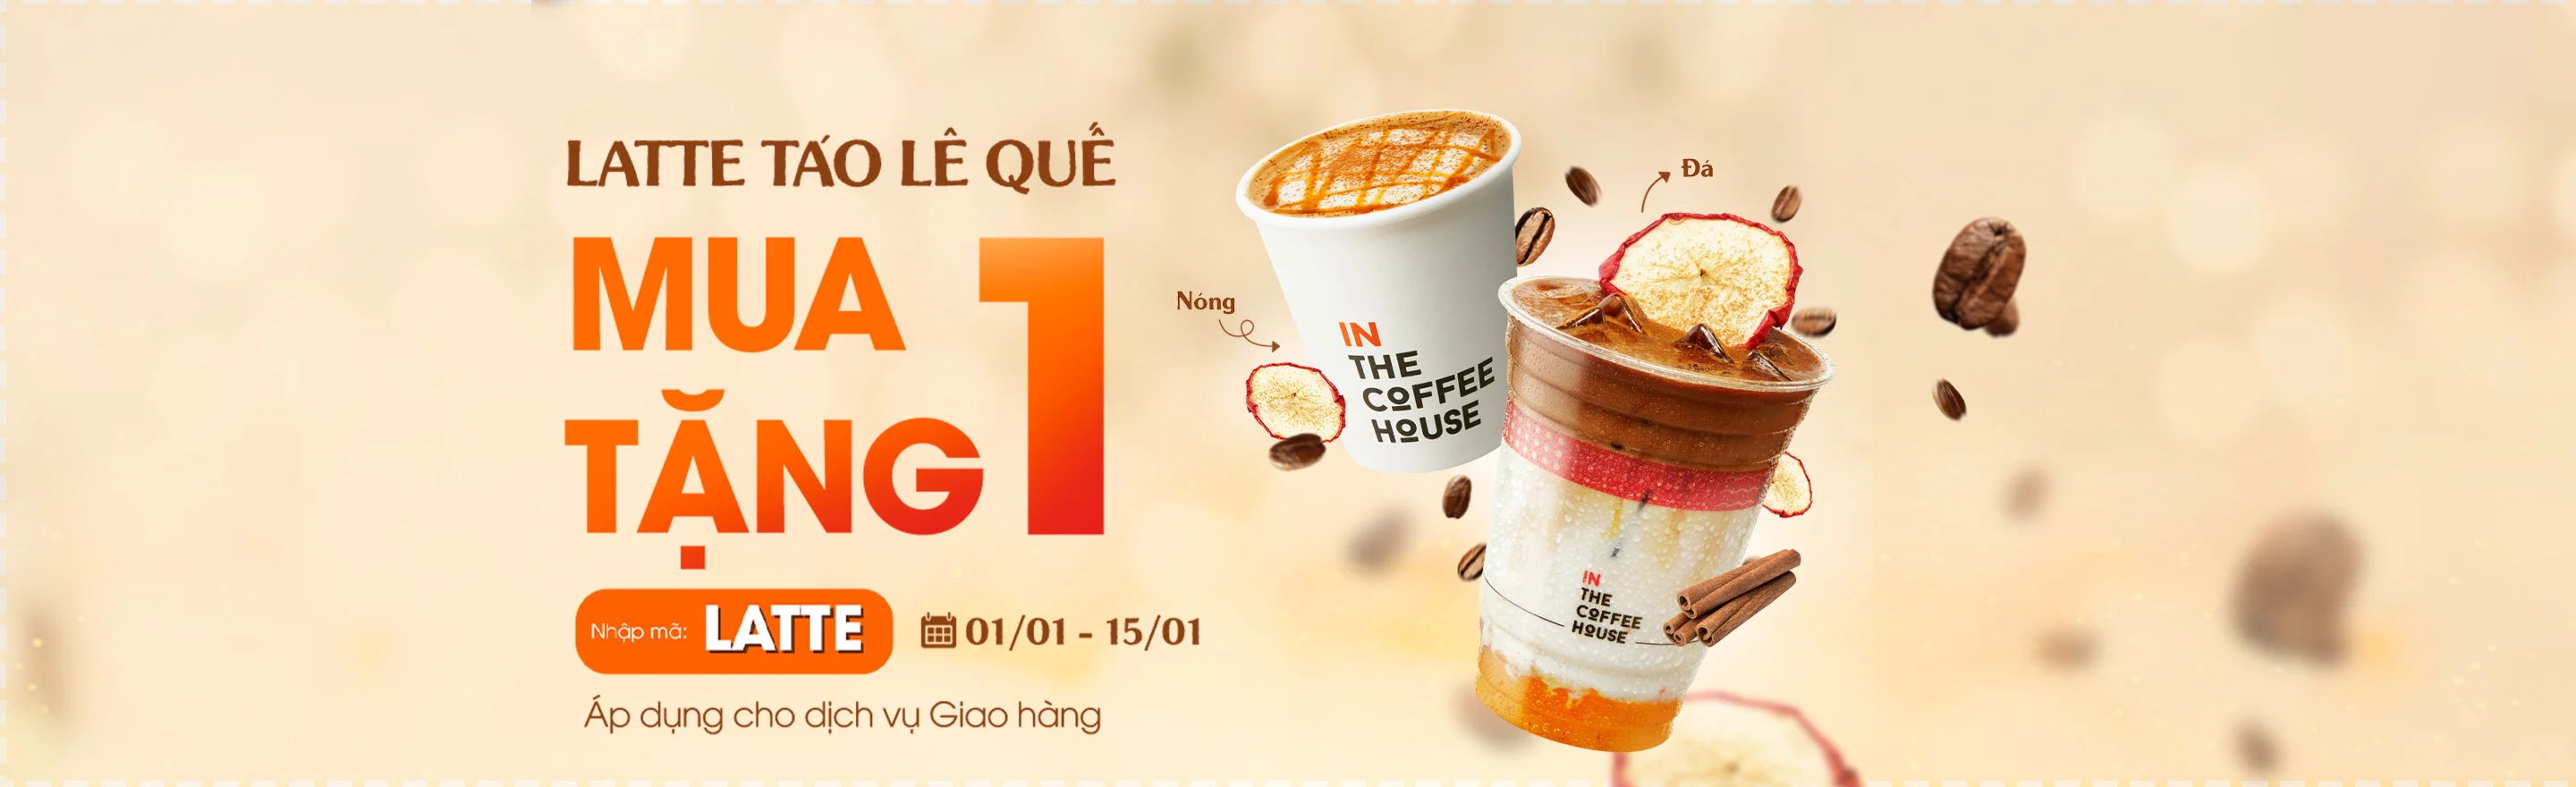 LATTE TÁO LÊ QUẾ
MUA 1
TẶNG
Nhập mã: LATTE
01/01 - 15/01
Áp dụng cho dịch vụ Giao hàng
Nóng
Đá
IN
THE
COFFEE
HOUSE
IN
THE
COFFEE
HOUSE